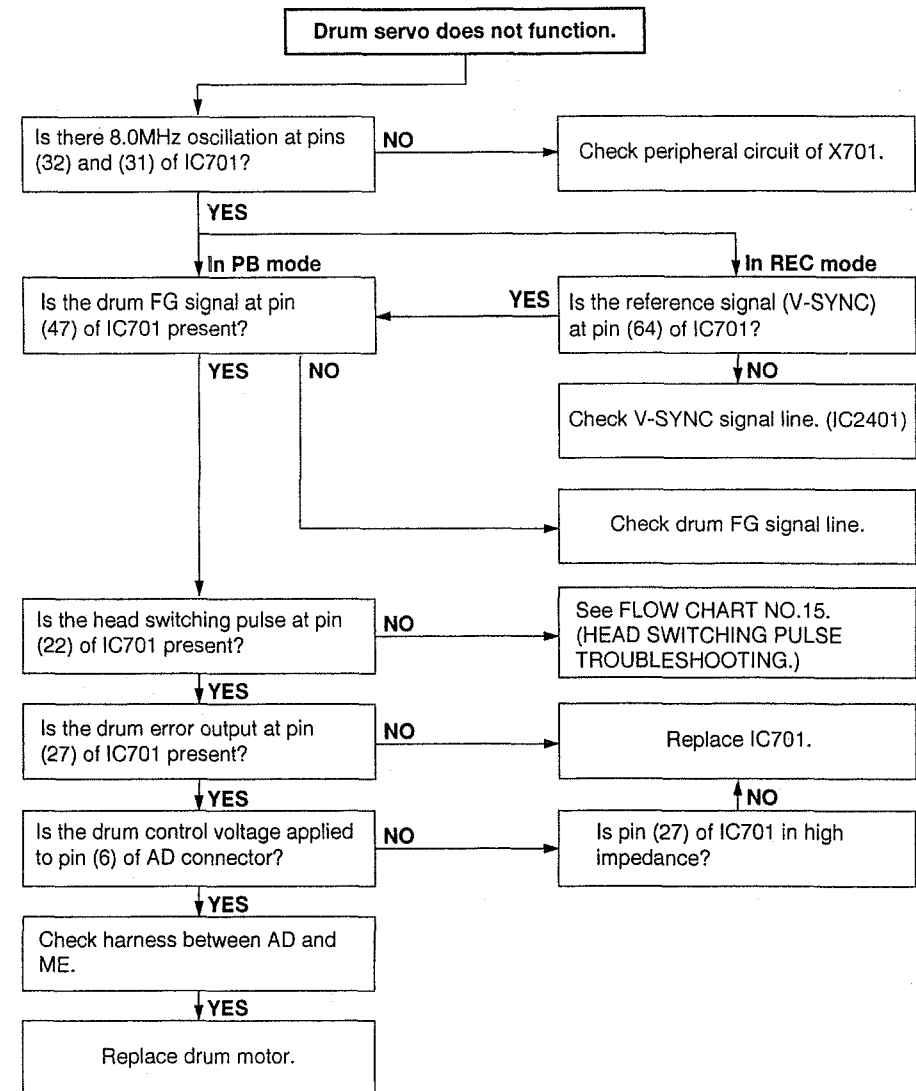 Drum servo does not function.
Is there 8.0MHz oscillation at pins
(32) and (31) of IC701?
NO
Check peripheral circuit of X701.
YES
In PB mode
In REC mode
Is the drum FG signal at pin
(47) of IC701 present?
YES
Is the reference signal (V-SYNC)
at pin (64) of IC701?
YES
NO
NO
Check V-SYNC signal line. (IC2401)
Check drum FG signal line.
Is the head switching pulse at pin
(22) of IC701 present?
NO
See FLOW CHART NO.15.
(HEAD SWITCHING PULSE
TROUBLESHOOTING.)
YES
Is the drum error output at pin
(27) of IC701 present?
NO
Replace IC701.
YES
NO
Is the drum control voltage applied
to pin (6) of AD connector?
NO
Is pin (27) of IC701 in high
impedance?
YES
Check harness between AD and
ME.
YES
Replace drum motor.